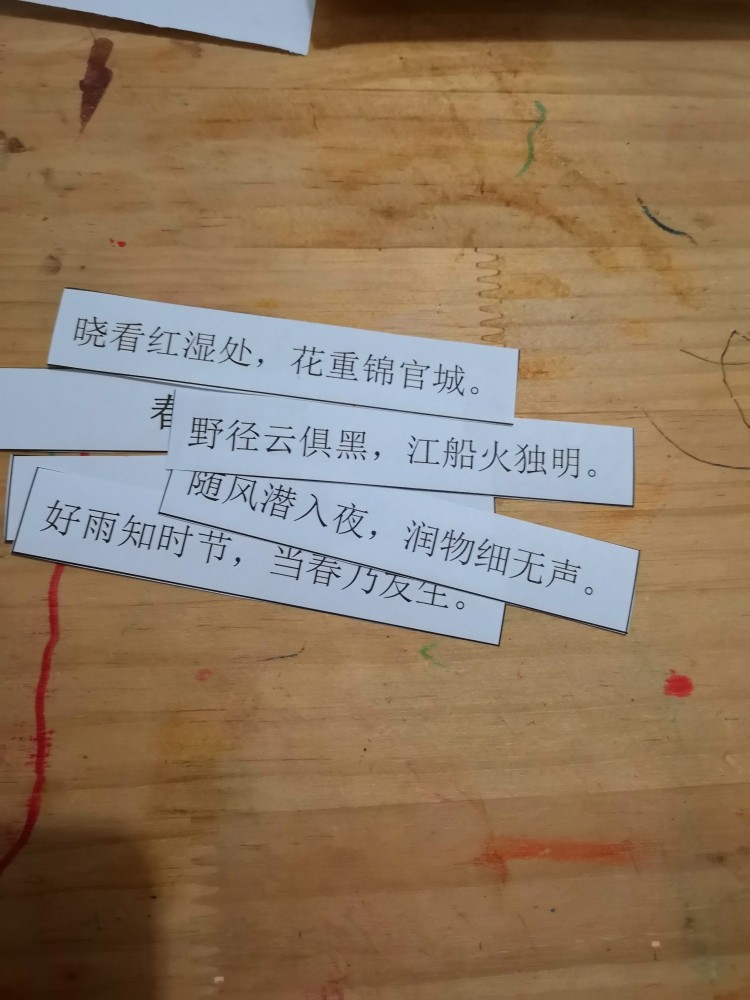 晓看红湿处，花重锦官城。
春
野径云俱黑，江船火独明。
随风潜入夜，润物细无声。
好雨知时节，当春乃发生。